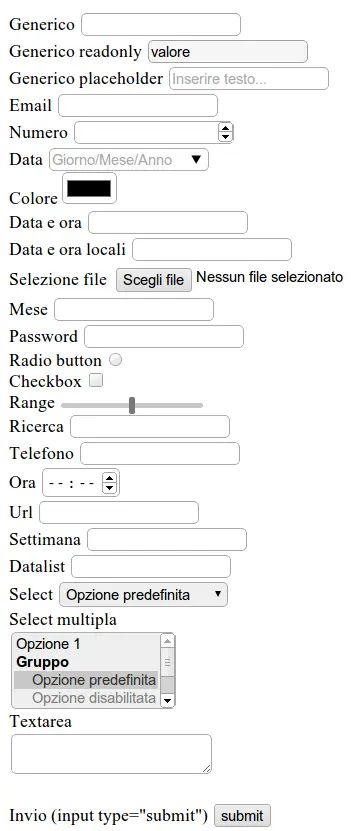 Generico
Generico readonly valore
Generico placeholder Inserire testo...
Email
Numero
Data Giorno/Mese/Anno
Colore
Data e ora
Data e ora locali
Selezione file Scegli file Nessun file selezionato
Mese
Password
Radio button
Checkbox
Range
Ricerca
Telefono
Ora --:--
Url
Settimana
Datalist
Select Opzione predefinita
Select multipla
Opzione 1
Gruppo
Opzione predefinita
Opzione disabilitata
Textarea
Invio (input type="submit") submit